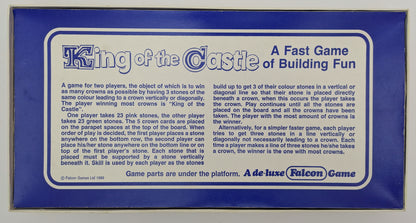 King of the Castle
A Fast Game
of Building Fun
A game for two players, the object of which is to win
as many crowns as possible by having 3 stones of the
same colour leading to a crown vertically or diagonally.
The player winning most crowns is "King of the
Castle".
One player takes 23 pink stones, the other player
takes 23 green stones. The 5 crown cards are placed
on the parapet spaces at the top of the board. When
order of play is decided, the first player places a stone
anywhere on the bottom row, the second player can
place his/her stone anywhere on the bottom line or on
top of the first player's stone. Each stone that is
placed must be supported by a stone vertically
beneath it. Skill is used by each player as the stones
build up to get 3 of their colour stones in a vertical or
diagonal line so that their stone is placed directly
beneath a crown, when this occurs the player takes
the crown. Play continues until all the stones are
placed on the board and all the crowns have been
taken. The player with the most amount of crowns is
the winner.
Alternatively, for a simpler faster game, each player
tries to get three stones in a line vertically or
diagonally not necessarily leading to a crown. Each
time a player makes a line of three stones he/she takes
a crown, the winner is the one with most crowns.
© Falcon Games Ltd 1989
Game parts are under the platform.
A de-luxe Falcon Game